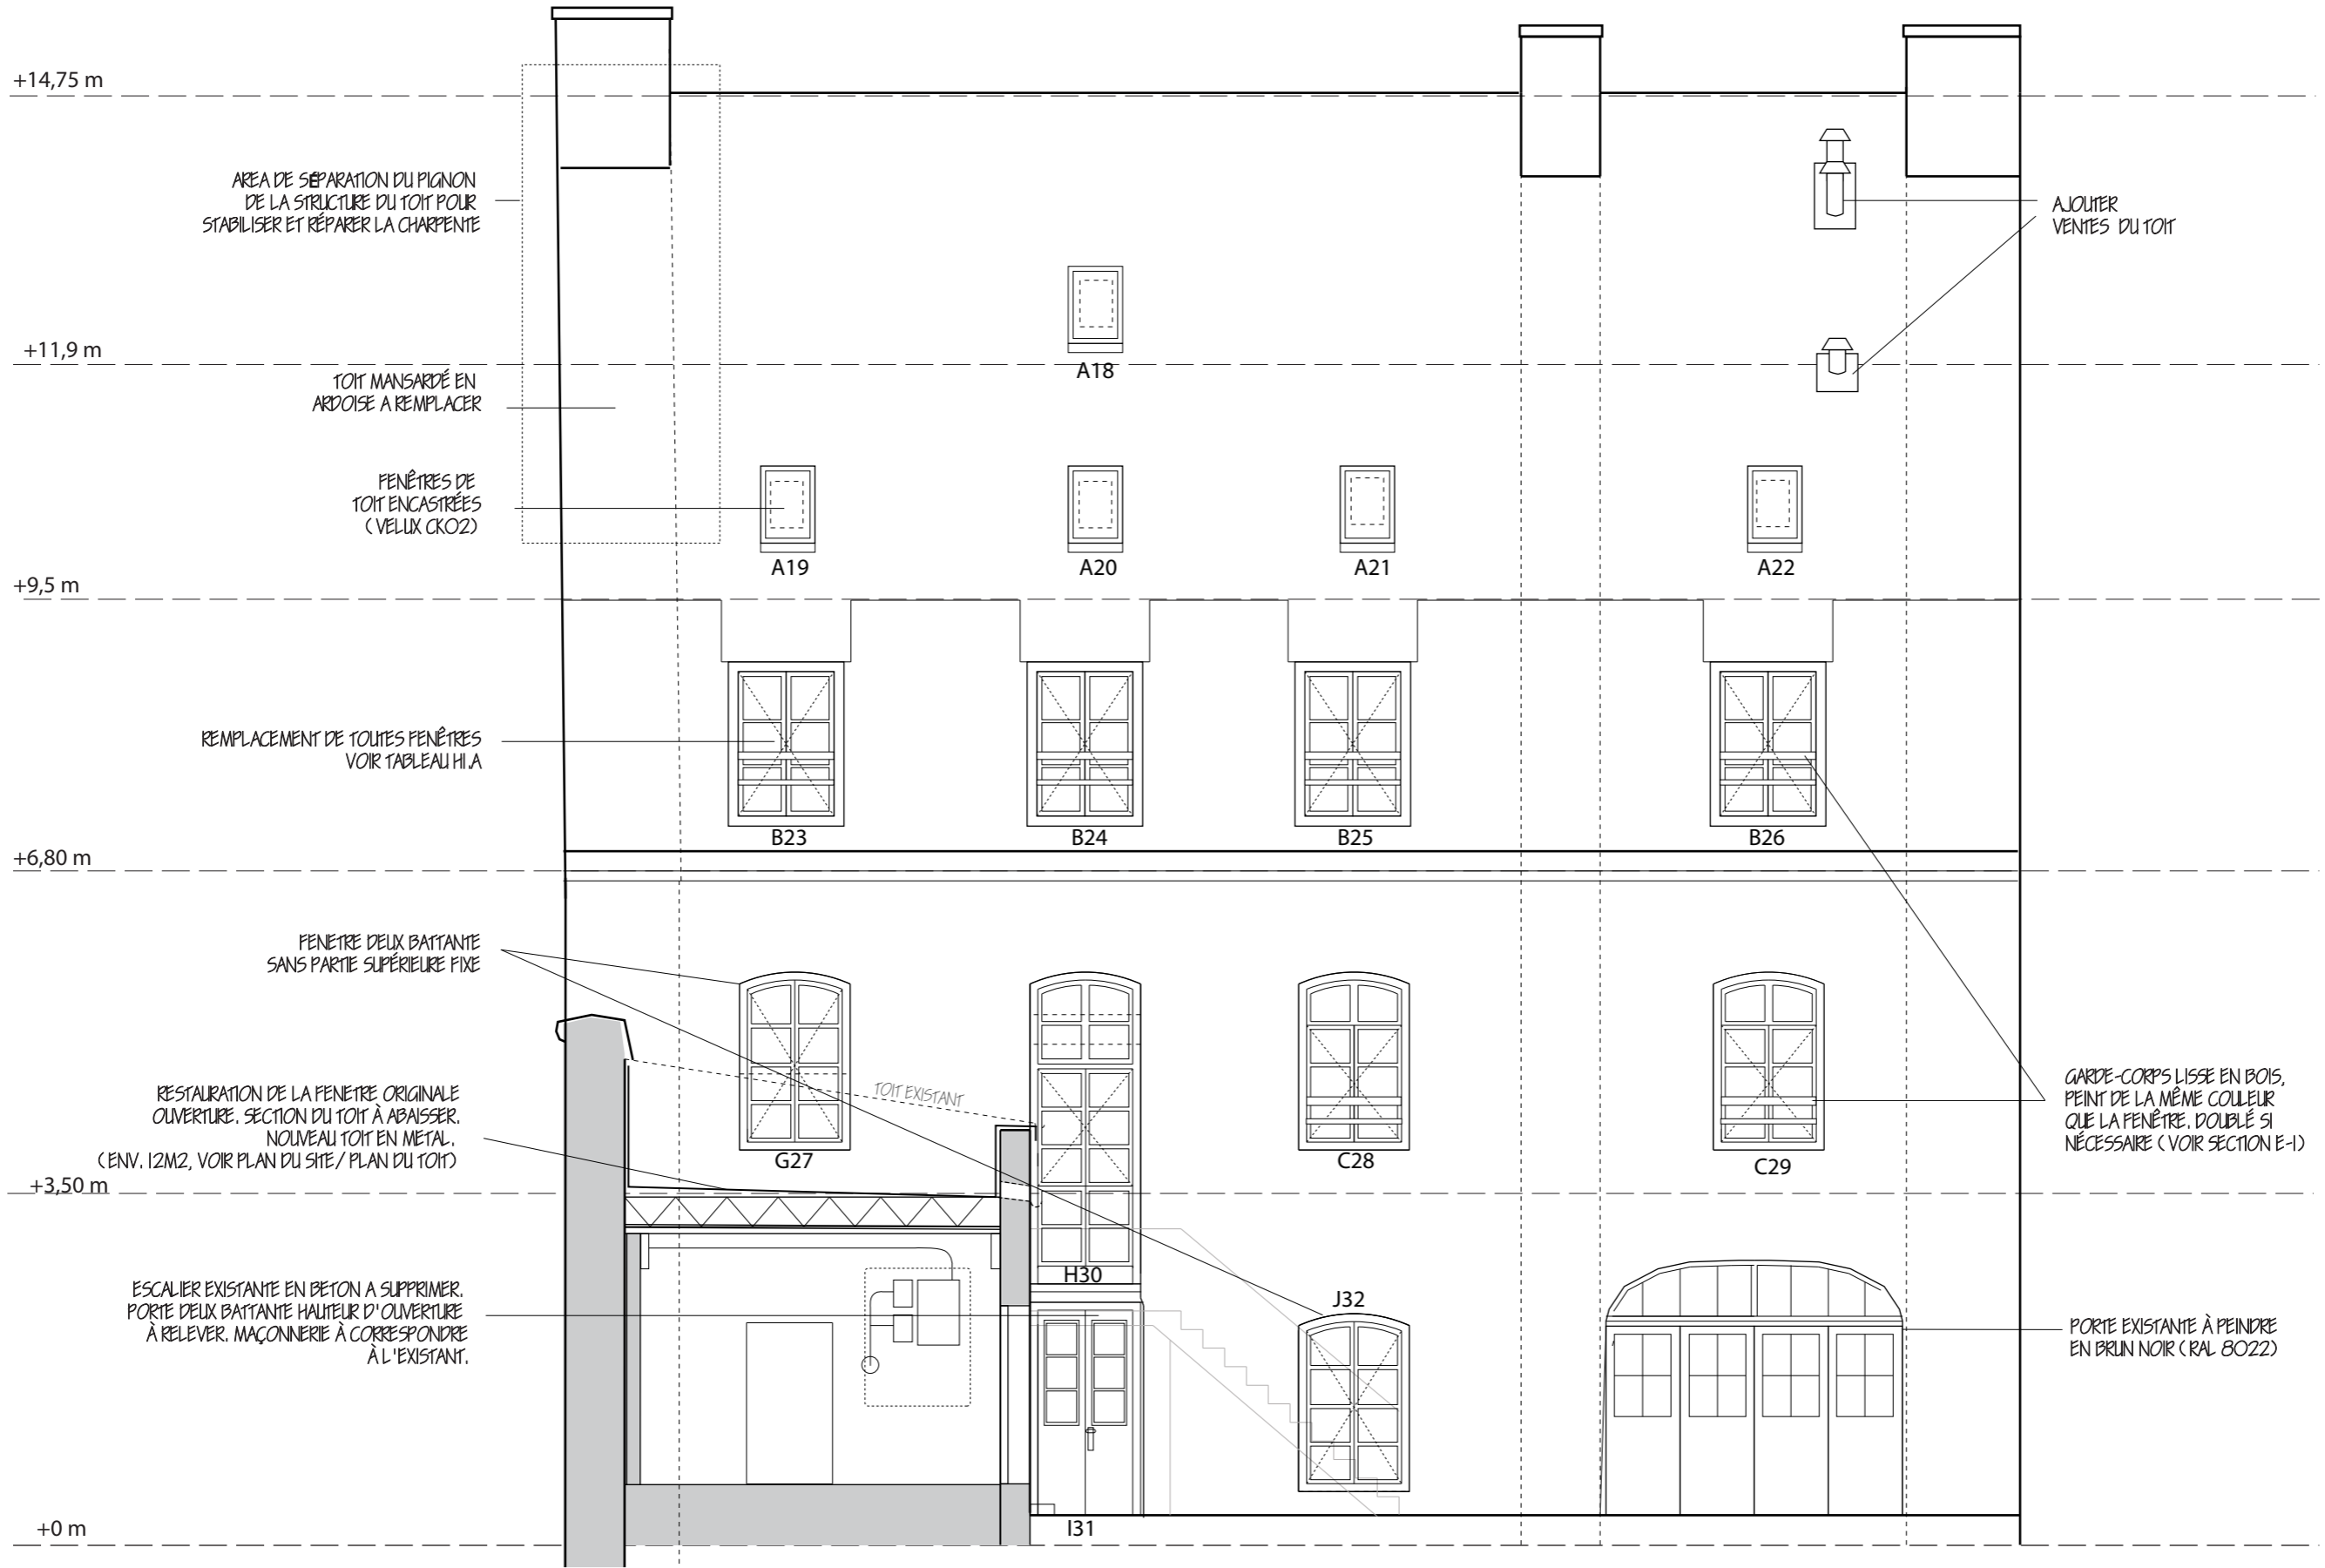 +14,75 m
AREA DE SÉPARATION DU PIGNON
DE LA STRUCTURE DU TOIT POUR
STABILISER ET RÉPARER LA CHARPENTE
AJOUTER
VENTES DU TOIT
+11,9 m
A18
TOIT MANSARDÉ EN
ARDOISE A REMPLACER
FENÊTRES DE
TOIT ENCASTRÉES
(VELUX CK02)
A19
A20
A21
A22
+9,5 m
REMPLACEMENT DE TOUTES FENÊTRES
VOIR TABLEAU H1.A
B23
B24
B25
B26
+6,80 m
FENETRE DEUX BATTANTE
SANS PARTIE SUPÉRIEURE FIXE
TOIT EXISTANT
RESTAURATION DE LA FENETRE ORIGINALE
OUVERTURE. SECTION DU TOIT À ABAISSER.
NOUVEAU TOIT EN METAL.
(ENV. 12M2, VOIR PLAN DU SITE/ PLAN DU TOIT)
GARDE-CORPS LISSE EN BOIS,
PEINT DE LA MÊME COULEUR
QUE LA FENÊTRE. DOUBLÉ SI
NÉCESSAIRE (VOIR SECTION E-1)
G27
C28
C29
+3,50 m
H30
J32
ESCALIER EXISTANTE EN BETON A SUPPRIMER.
PORTE DEUX BATTANTE HAUTEUR D'OUVERTURE
À RELEVER. MAÇONNERIE À CORRESPONDRE
À L'EXISTANT.
PORTE EXISTANTE À PEINDRE
EN BRUN NOIR (RAL 8022)
+0 m
I31